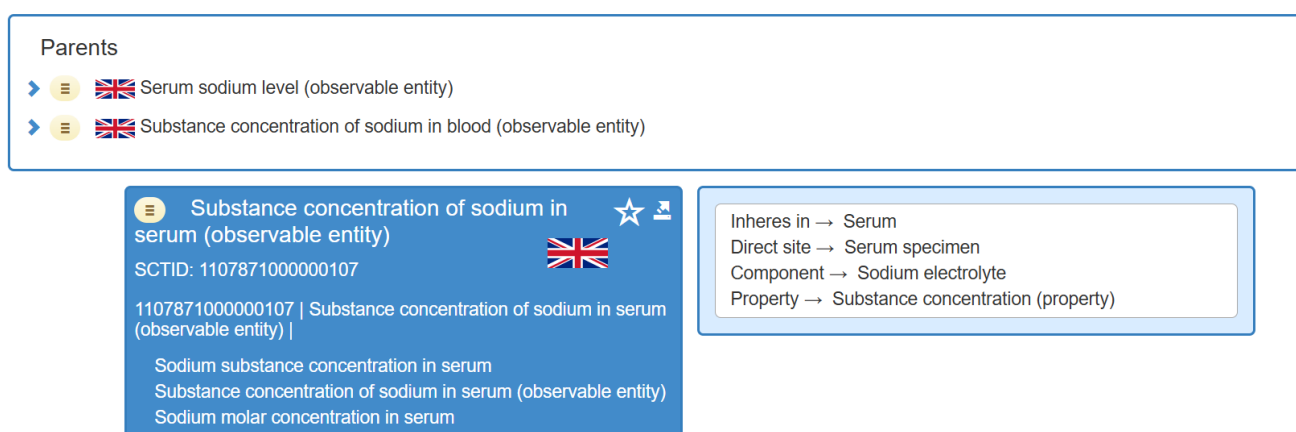 Parents
Serum sodium level (observable entity)
Substance concentration of sodium in blood (observable entity)
Substance concentration of sodium in
serum (observable entity)
SCTID: 1107871000000107
1107871000000107 | Substance concentration of sodium in serum
(observable entity) |
Sodium substance concentration in serum
Substance concentration of sodium in serum (observable entity)
Sodium molar concentration in serum
Inheres in → Serum
Direct site → Serum specimen
Component → Sodium electrolyte
Property → Substance concentration (property)